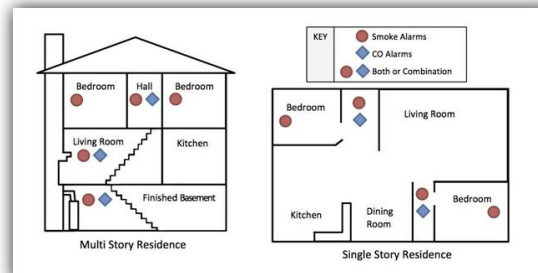 KEY
Smoke Alarms
CO Alarms
Both or Combination
Bedroom
Hall
Bedroom
Living Room
Kitchen
Finished Basement
Multi Story Residence
Bedroom
Living Room
Kitchen
Dining
Room
Bedroom
Single Story Residence